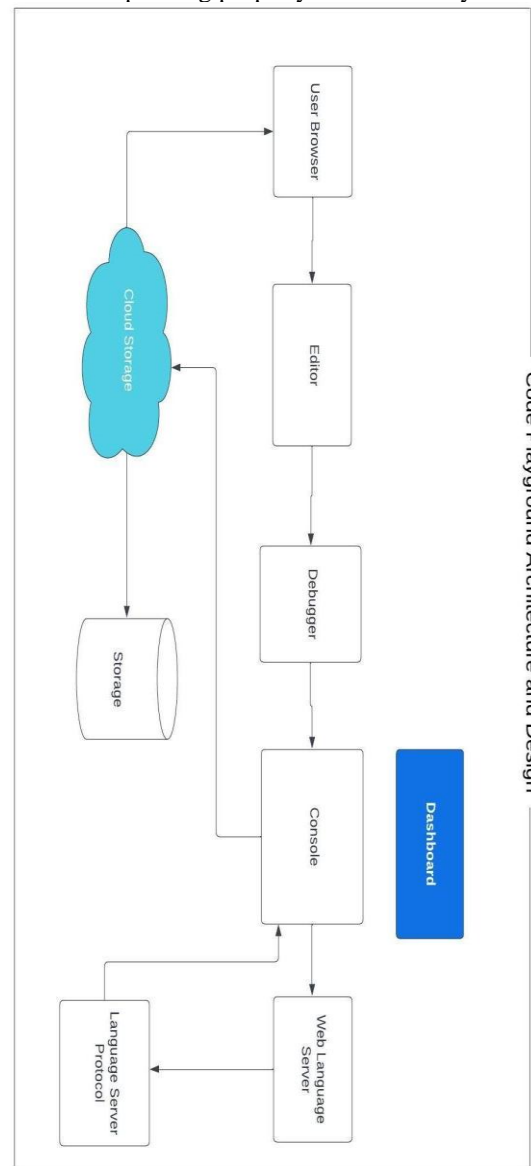 Code Playground Architecture and Design
Dashboard
User Browser
Editor
Debugger
Console
Web Language
Server
Cloud Storage
Storage
Language Server
Protocol